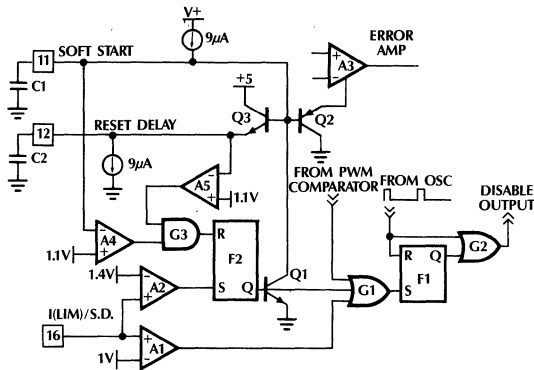 V+
9µA
11 SOFT START
C1
+5
Q3
Q2
A3
ERROR
AMP
12 RESET DELAY
C2
9µA
A5
1.1V
FROM PWM
COMPARATOR
FROM OSC
DISABLE
OUTPUT
A4
1.1V
G3
R
F2
S
Q
Q1
1.4V
A2
I(LIM)/S.D.
16
1V
A1
G1
R
Q
S
F1
G2